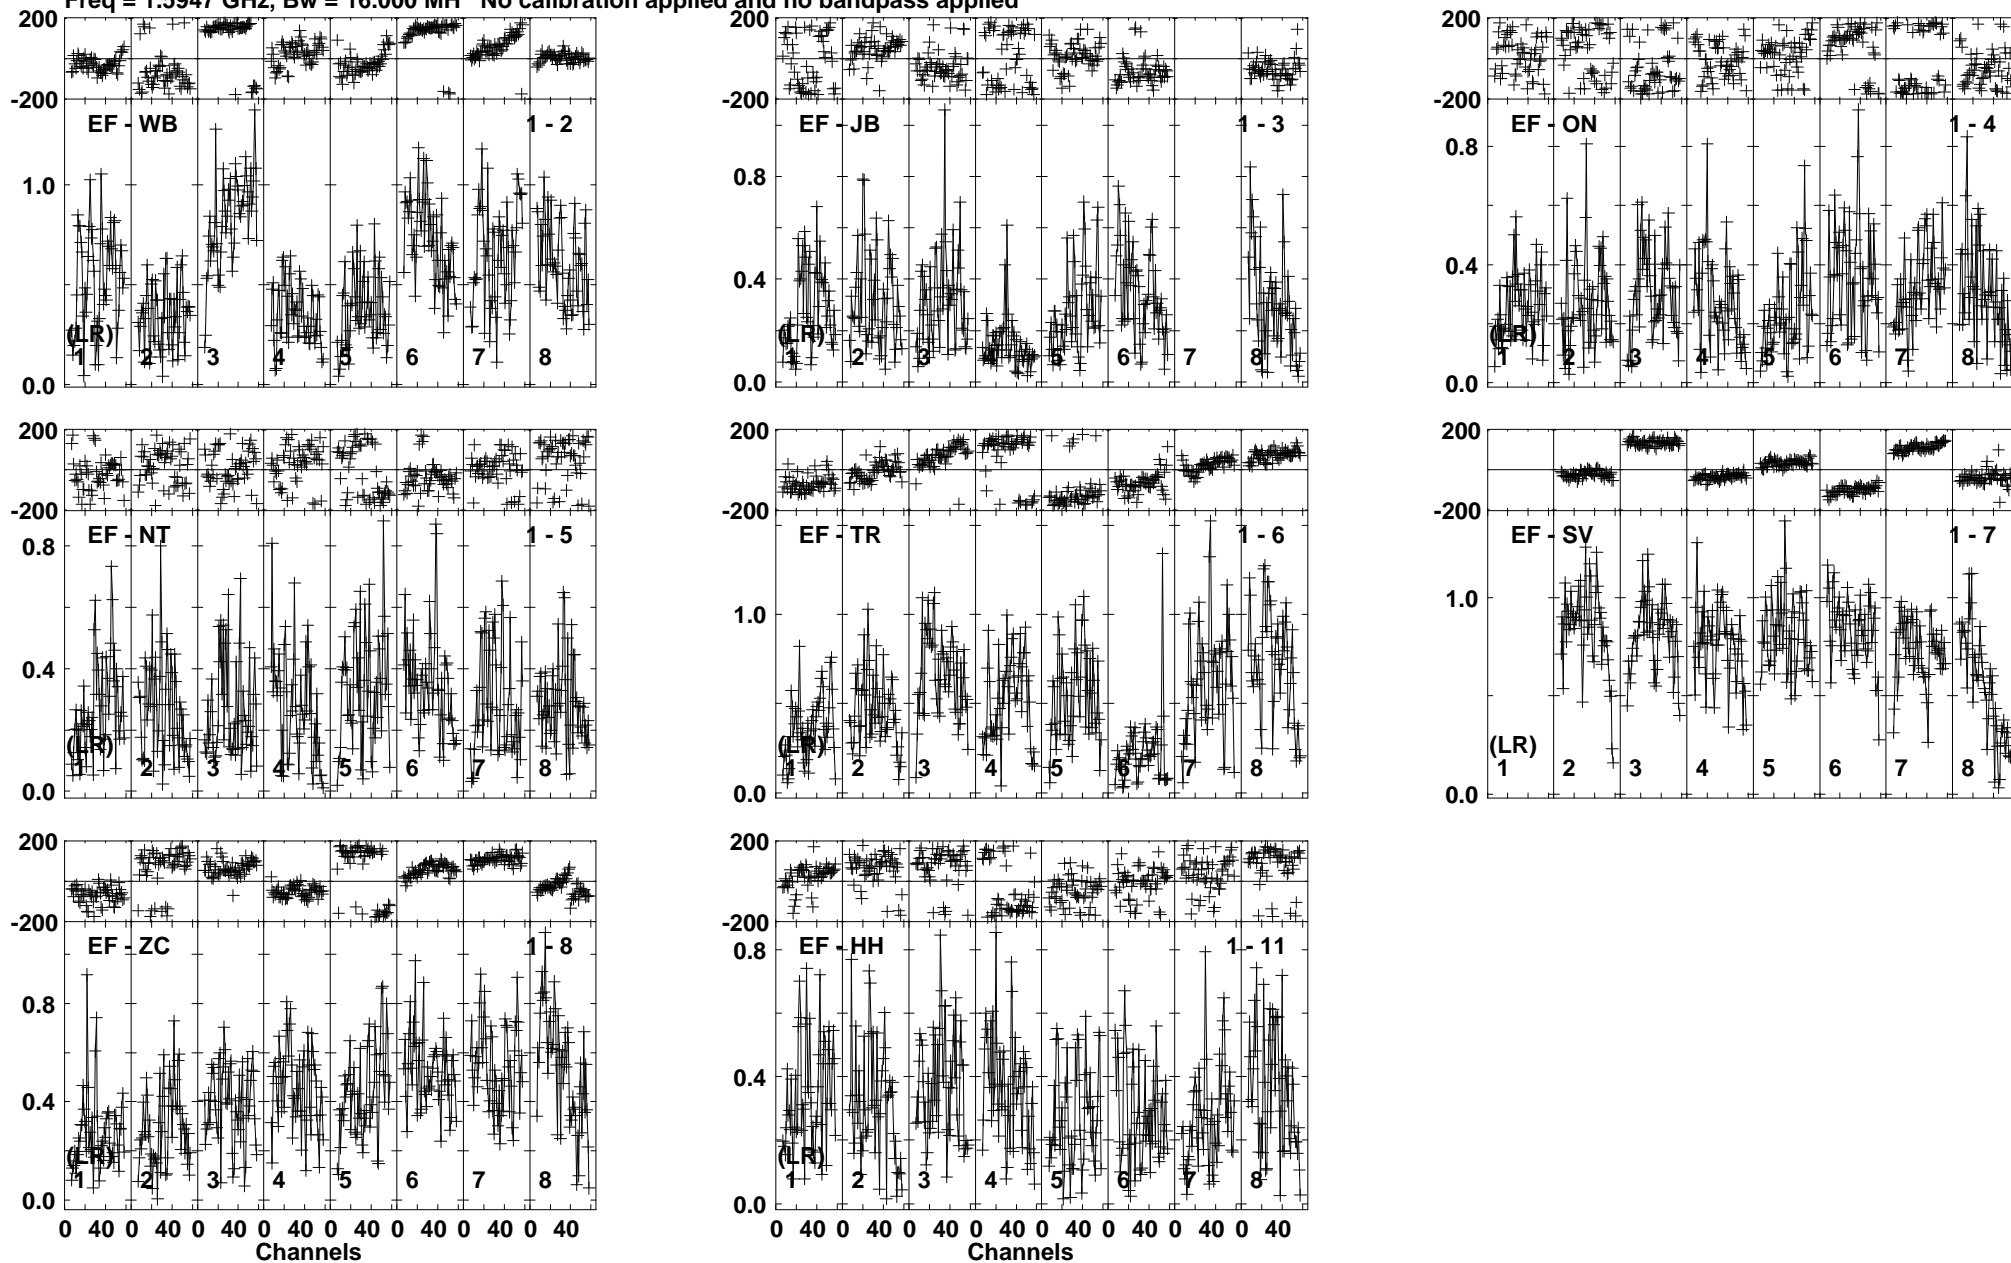 Freq = 1.5947 GHz, Bw = 16.000 MH No calibration applied and no bandpass applied
200 200 200
-200 -200 -200
EF - WB 1 - 2 EF - JB 1 - 3 EF - ON 1 - 4
1.0 0.8 0.8
0.4 0.4
(LR) (LR) (LR)
1 2 3 4 5 6 7 8 1 2 3 4 5 6 7 8 1 2 3 4 5 6 7 8
0.0 0.0 0.0
200 200 200
-200 -200 -200
EF - NT 1 - 5 EF - TR 1 - 6 EF - SV 1 - 7
0.8 1.0 1.0
0.4
(LR) (LR) (LR)
1 2 3 4 5 6 7 8 1 2 3 4 5 6 7 8 1 2 3 4 5 6 7 8
0.0 0.0 0.0
200 200
-200 -200
EF - ZC 1 - 8 EF - HH 1 - 11
0.8 0.8
0.4 0.4
(LR) (LR)
1 2 3 4 5 6 7 8 1 2 3 4 5 6 7 8
0.0 0.0
0 40 0 40 0 40 0 40 0 40 0 40 0 40 0 40 0 40 0 40 0 40 0 40 0 40 0 40 0 40 0 40
Channels Channels